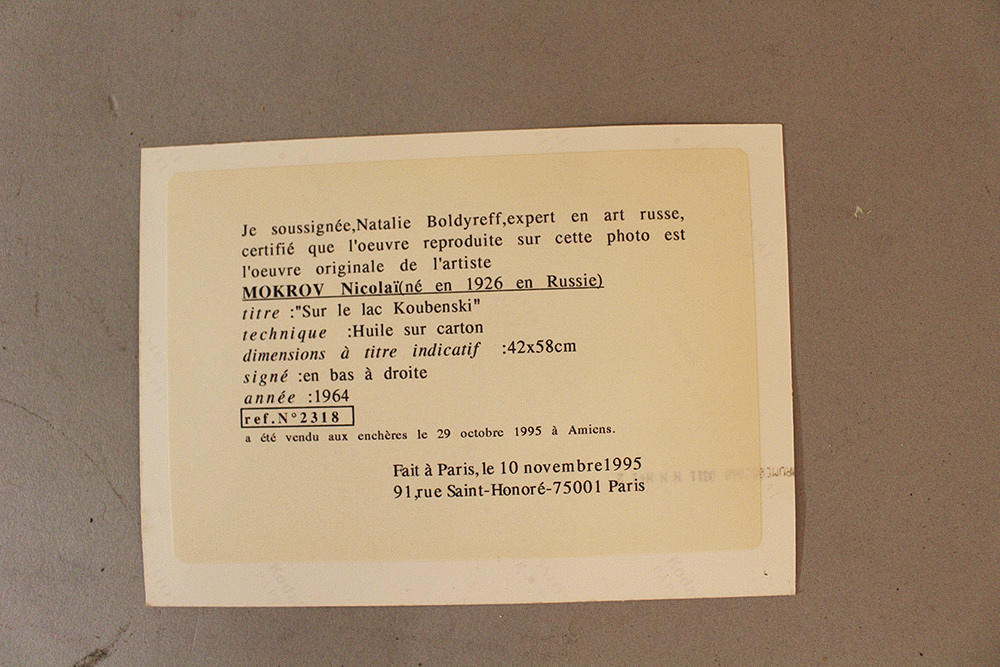 Je soussignée,Natalie Boldyreff,expert en art russe,
certifié que l'oeuvre reproduite sur cette photo est
l'oeuvre originale de l'artiste
MOKROV Nicolaï(né en 1926 en Russie)
titre :"Sur le lac Koubenski"
technique :Huile sur carton
dimensions à titre indicatif :42x58cm
signé :en bas à droite
année :1964
ref.N°2318
a été vendu aux enchères le 29 octobre 1995 à Amiens.
Fait à Paris, le 10 novembre1995
91,rue Saint-Honoré-75001 Paris